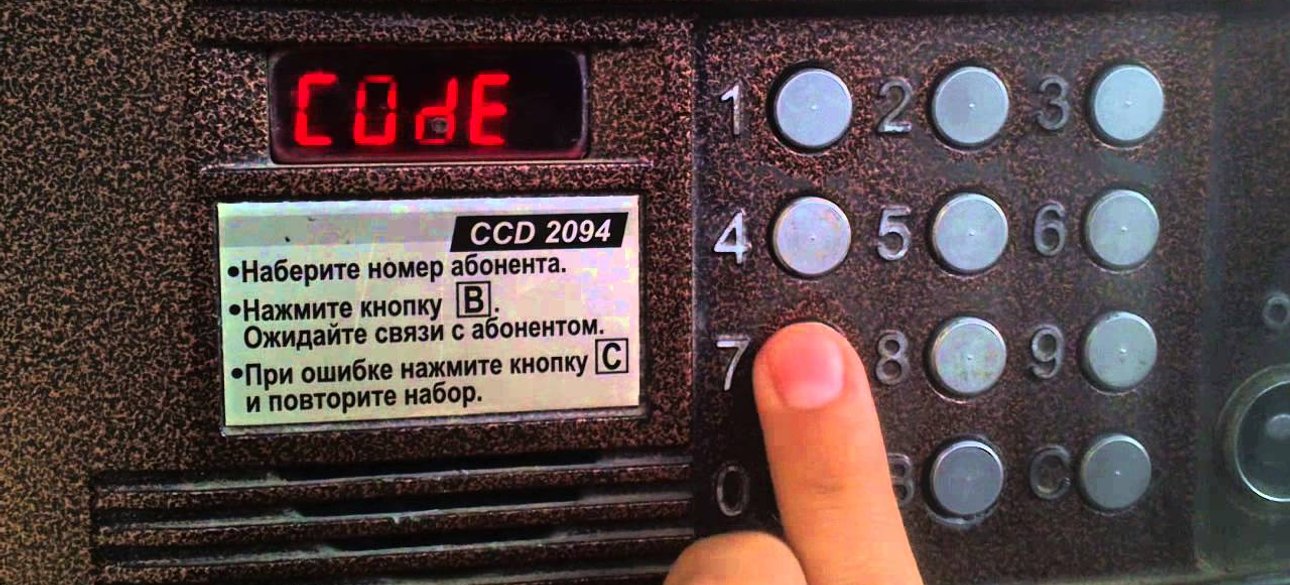 CODE
CCD 2094
•Наберите номер абонента.
•Нажмите кнопку B.
Ожидайте связи с абонентом.
•При ошибке нажмите кнопку C
и повторите набор.
1 2 3
4 5 6
7 8 9
0 B C